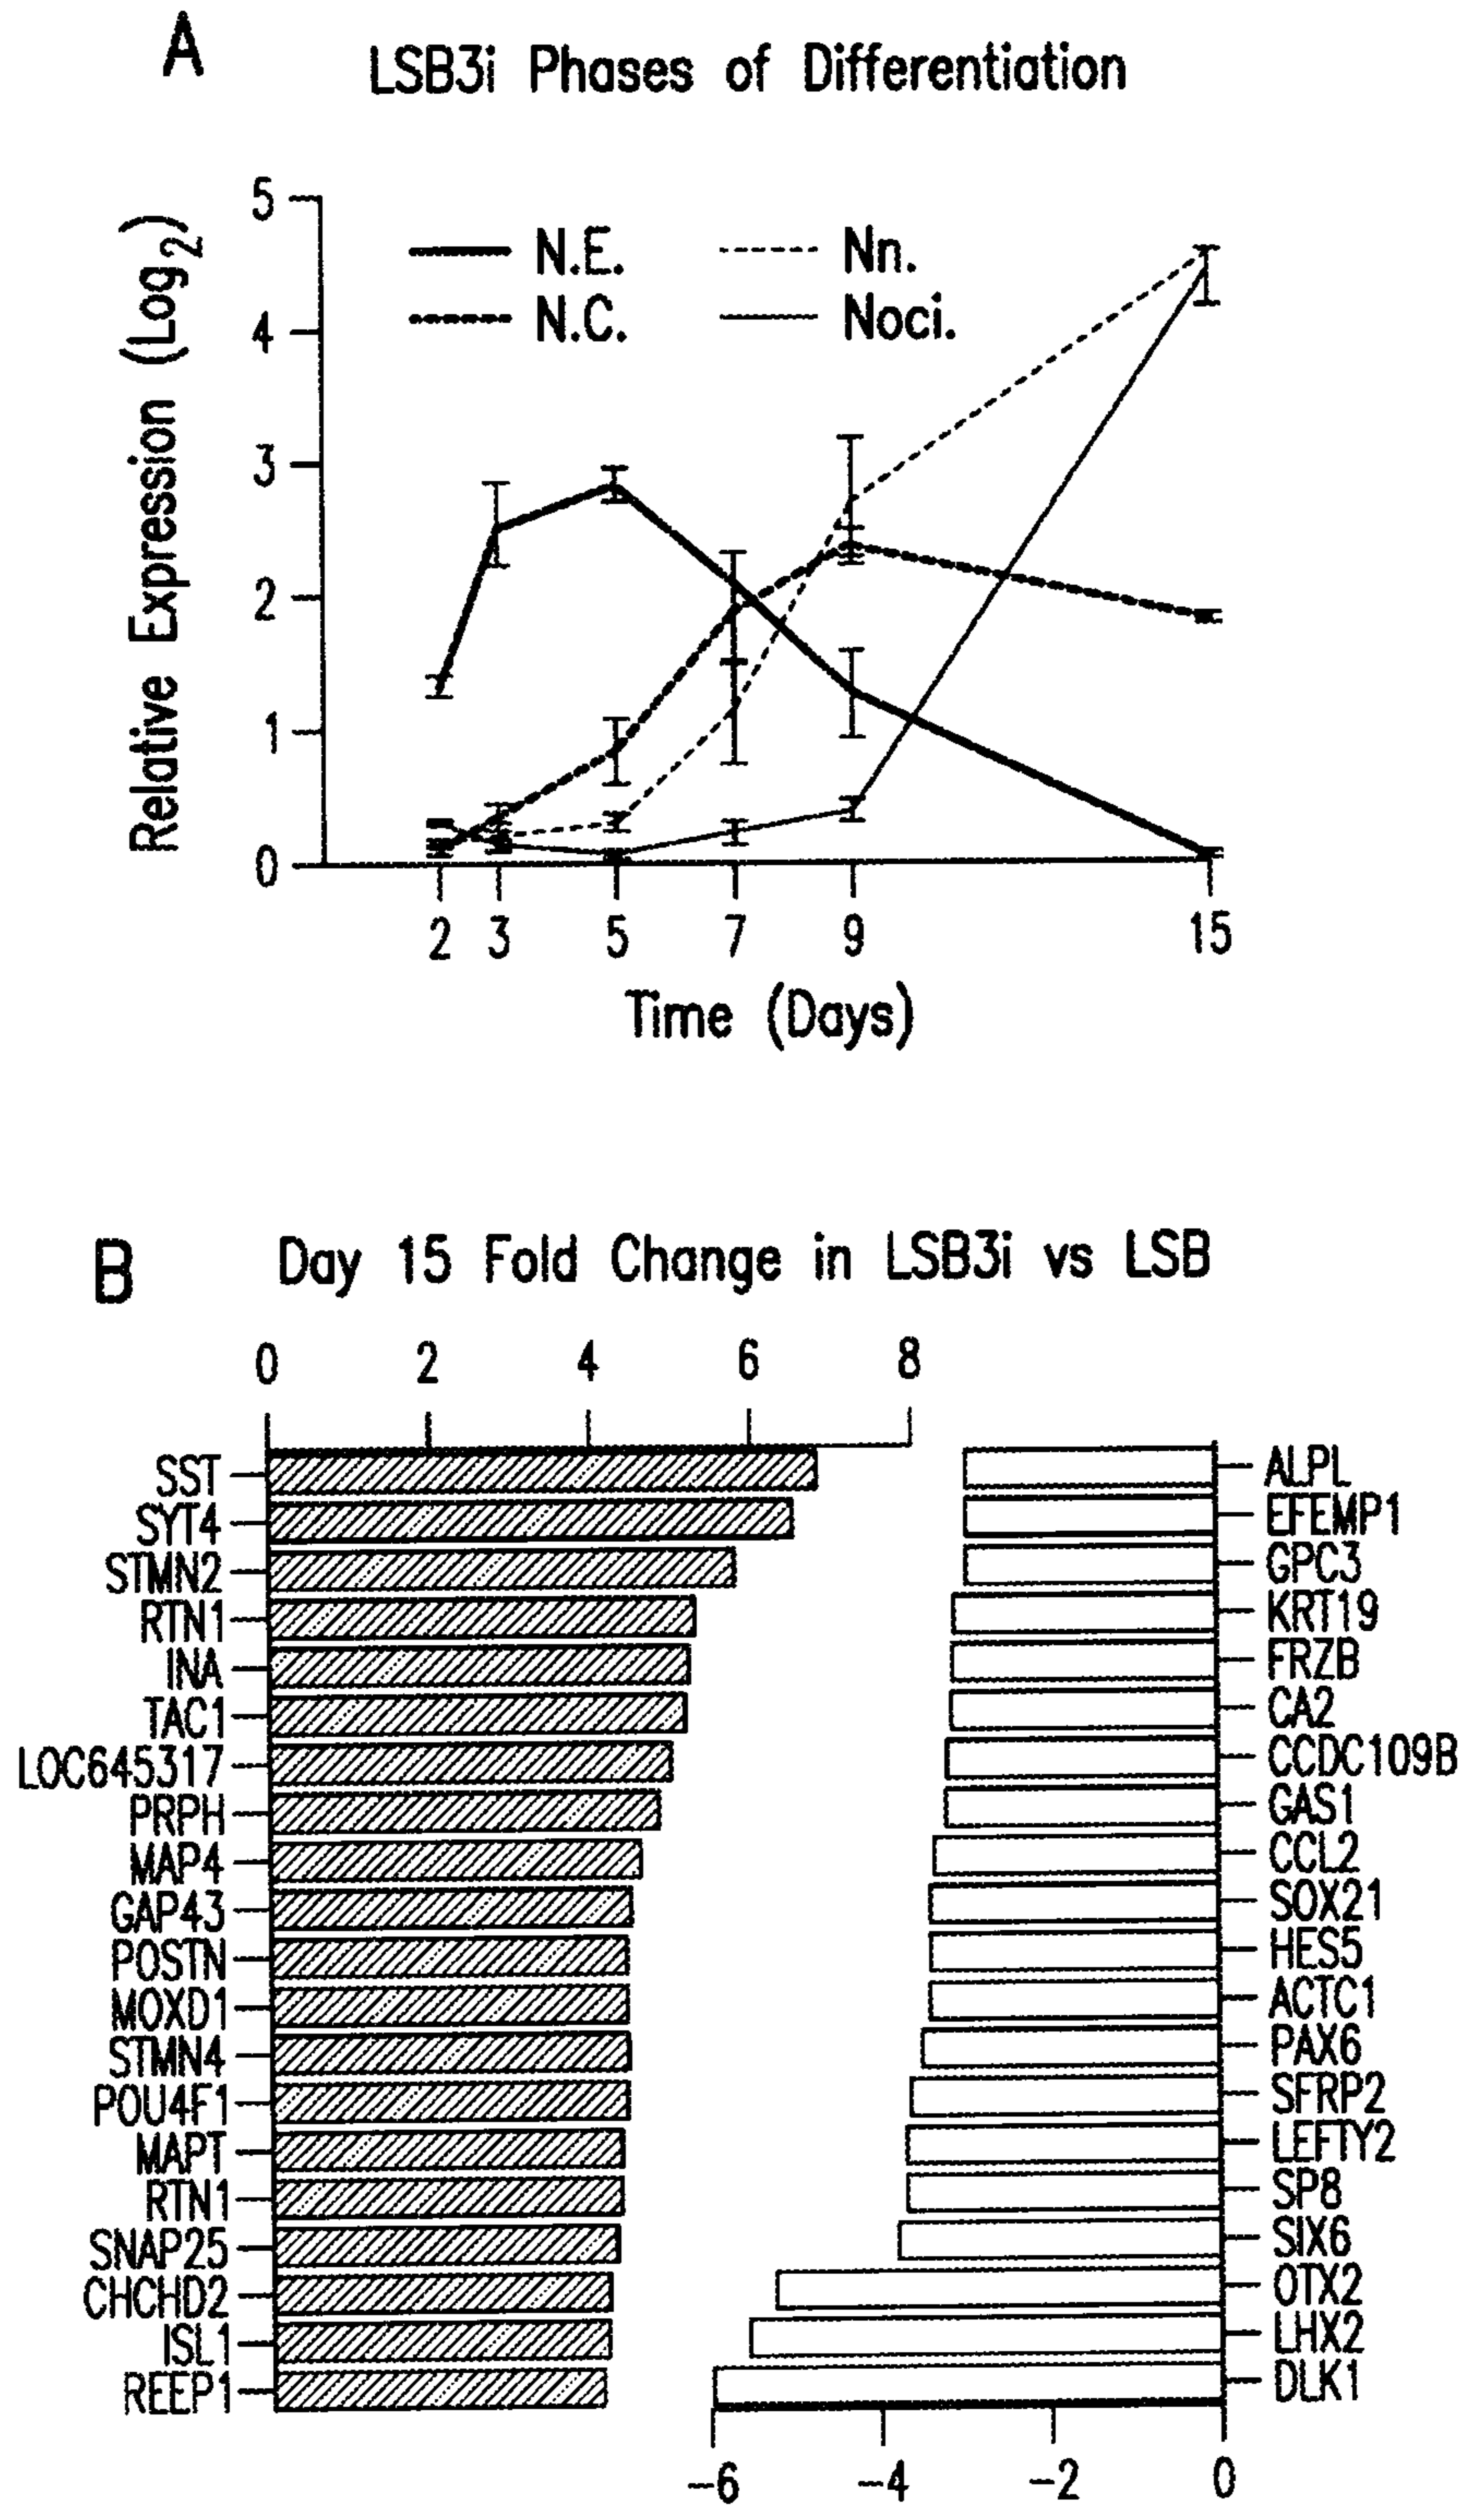 A
LSB3i Phases of Differentiation
Relative Expression (Log2)
5
4
3
2
1
0
N.E.
N.C.
Nn.
Noci.
2 3 5 7 9 15
Time (Days)
B
Day 15 Fold Change in LSB3i vs LSB
0 2 4 6 8
SST
SYT4
STMN2
RTN1
INA
TAC1
LOC645317
PRPH
MAP4
GAP43
POSTN
MOXD1
STMN4
POU4F1
MAPT
RTN1
SNAP25
CHCHD2
ISL1
REEP1
ALPL
EFEMP1
GPC3
KRT19
FRZB
CA2
CCDC109B
GAS1
CCL2
SOX21
HES5
ACTC1
PAX6
SFRP2
LEFTY2
SP8
SIX6
OTX2
LHX2
DLK1
-6 -4 -2 0